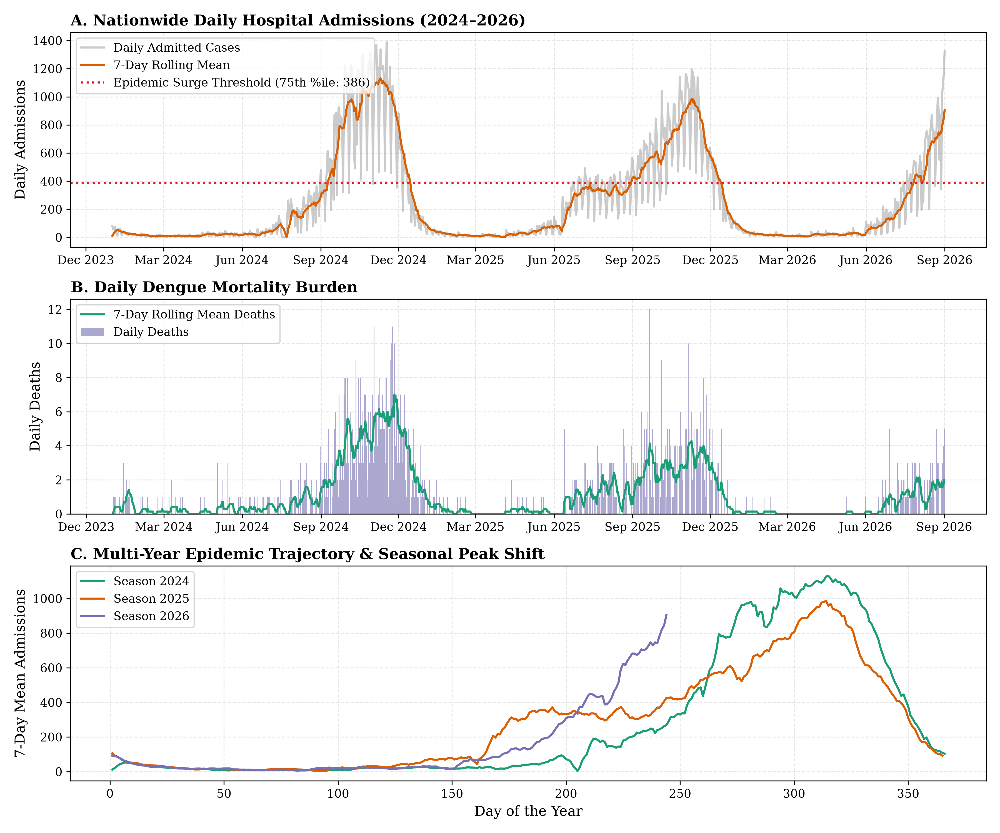 A. Nationwide Daily Hospital Admissions (2024–2026)
Daily Admissions
1400
1200
1000
800
600
400
200
0
Daily Admitted Cases
7-Day Rolling Mean
Epidemic Surge Threshold (75th %ile: 386)
Dec 2023 Mar 2024 Jun 2024 Sep 2024 Dec 2024 Mar 2025 Jun 2025 Sep 2025 Dec 2025 Mar 2026 Jun 2026 Sep 2026
B. Daily Dengue Mortality Burden
Daily Deaths
12
10
8
6
4
2
0
7-Day Rolling Mean Deaths
Daily Deaths
Dec 2023 Mar 2024 Jun 2024 Sep 2024 Dec 2024 Mar 2025 Jun 2025 Sep 2025 Dec 2025 Mar 2026 Jun 2026 Sep 2026
C. Multi-Year Epidemic Trajectory & Seasonal Peak Shift
7-Day Mean Admissions
1000
800
600
400
200
0
Season 2024
Season 2025
Season 2026
0 50 100 150 200 250 300 350
Day of the Year